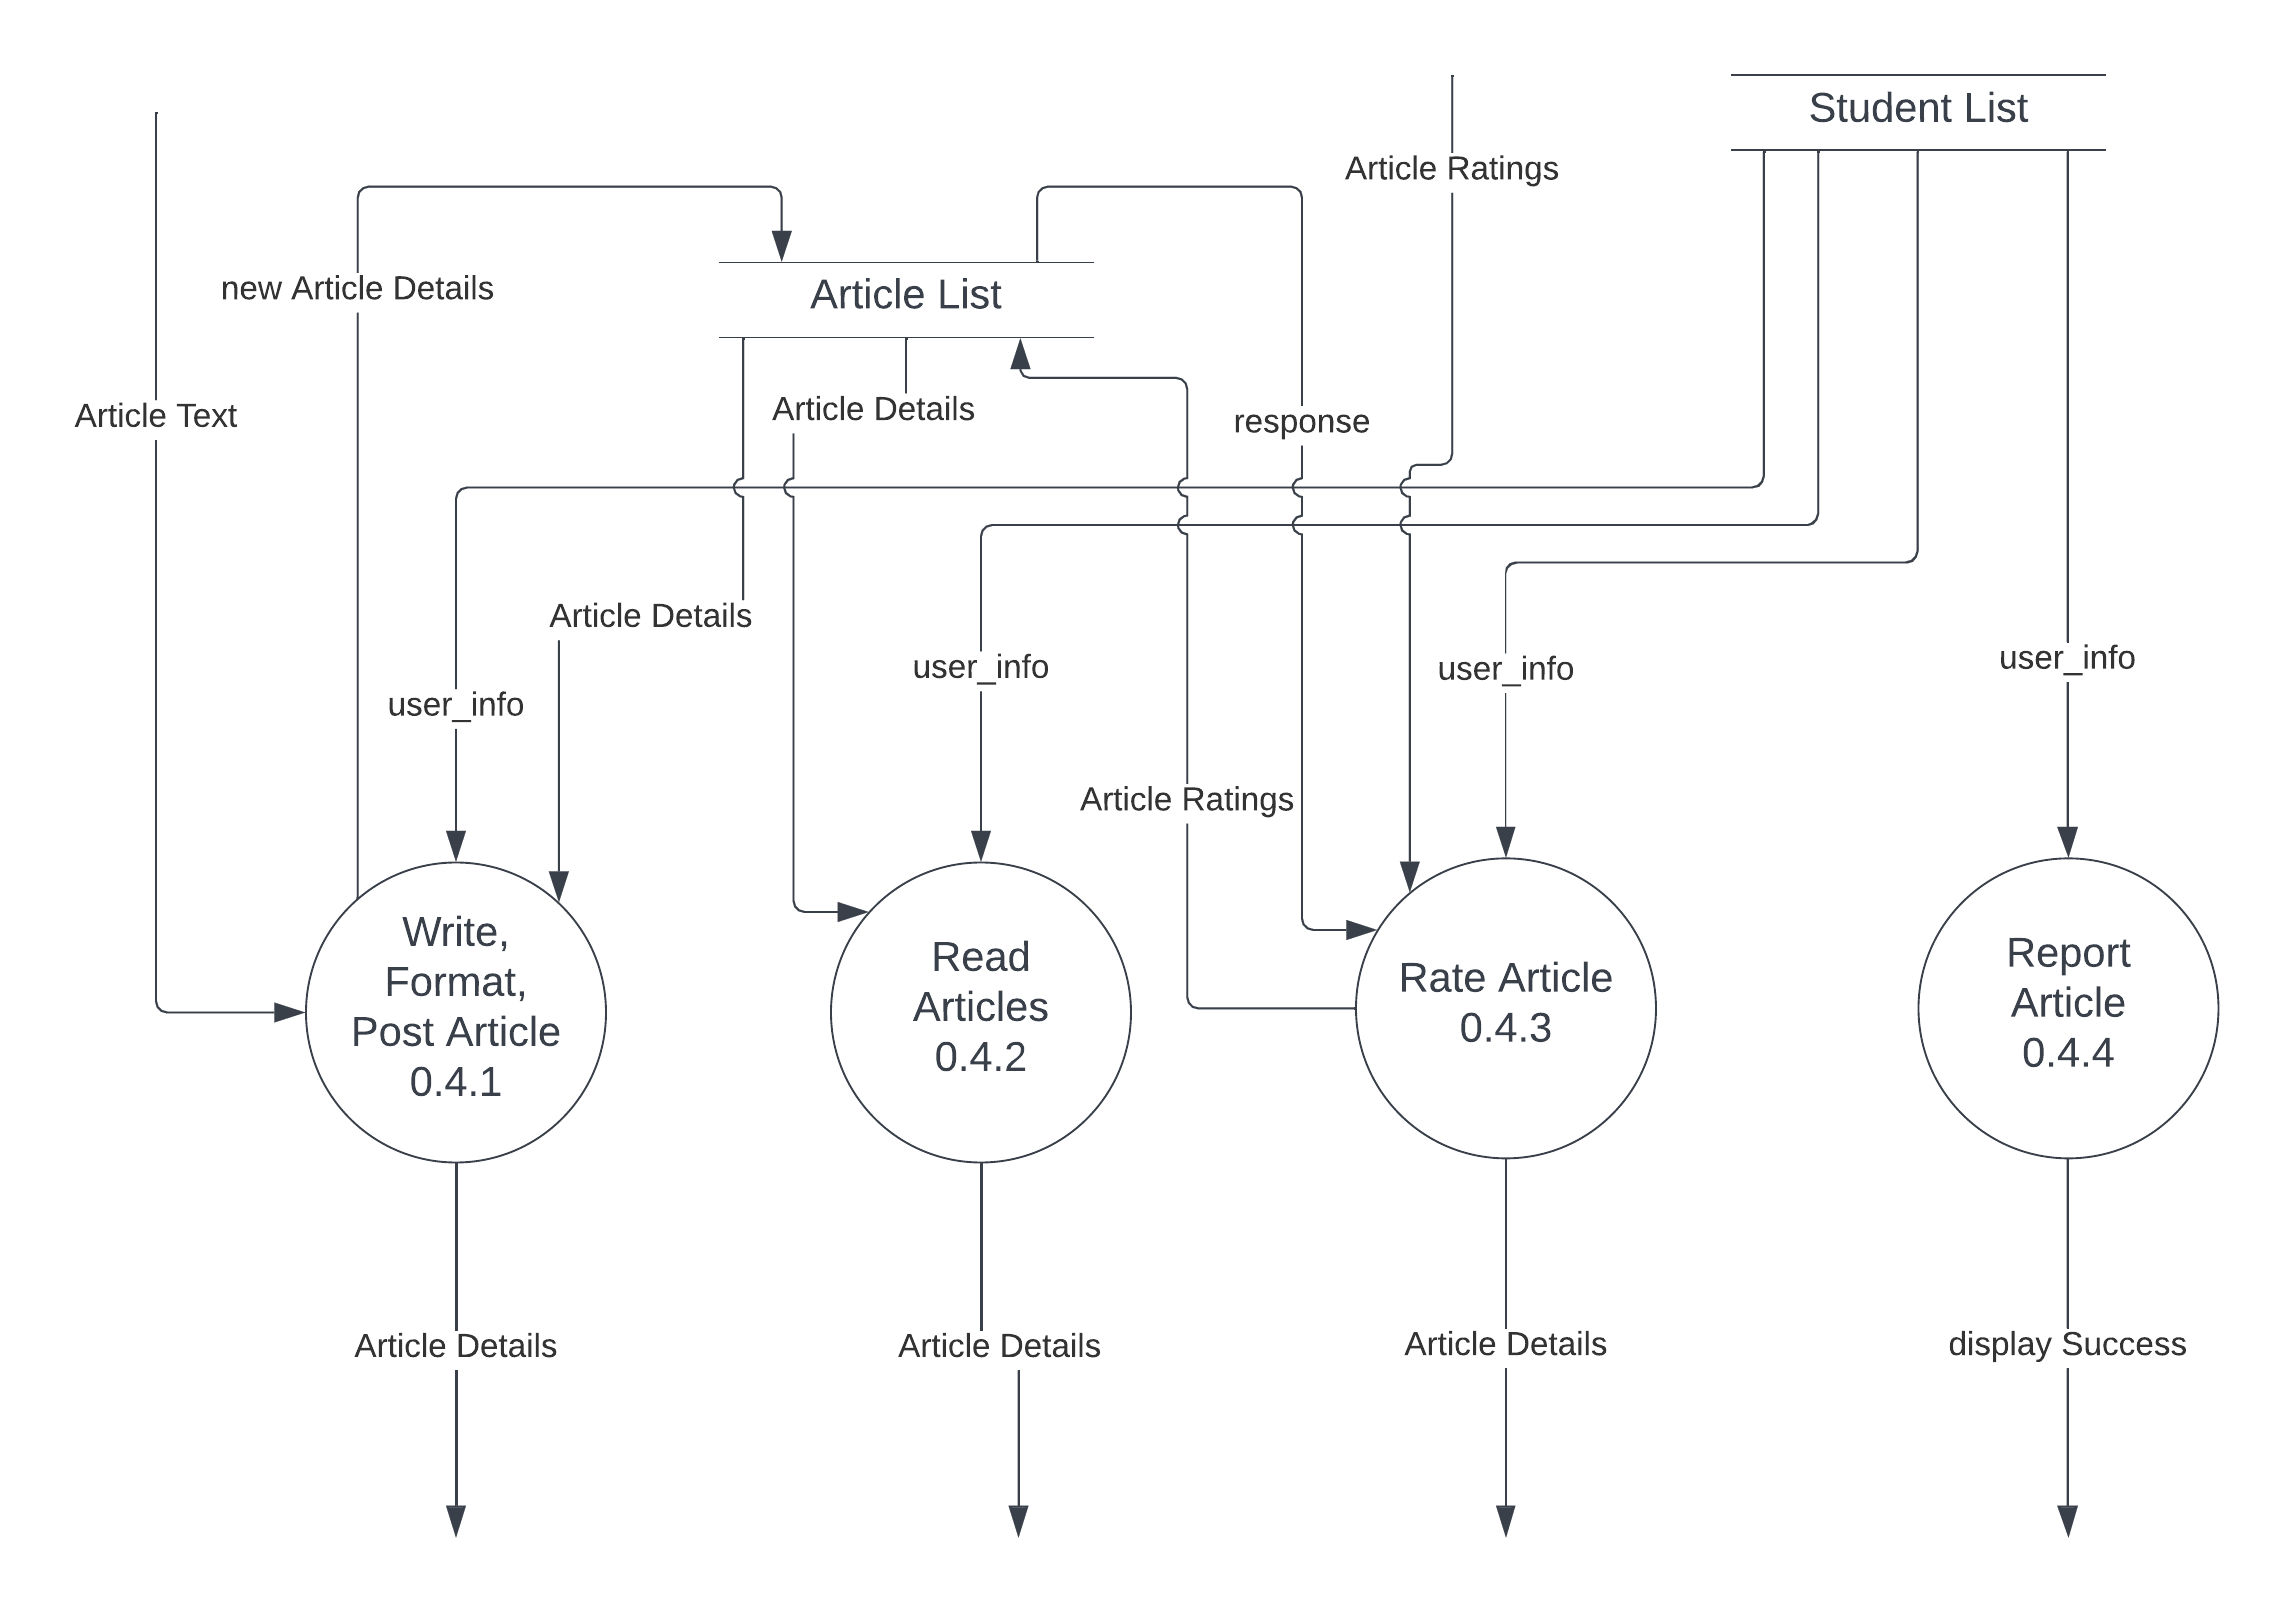 Student List
Article Ratings
new Article Details
Article List
Article Text
Article Details
response
Article Details
user_info
user_info
user_info
user_info
Article Ratings
Write,
Format,
Post Article
0.4.1
Read
Articles
0.4.2
Rate Article
0.4.3
Report
Article
0.4.4
Article Details
Article Details
Article Details
display Success